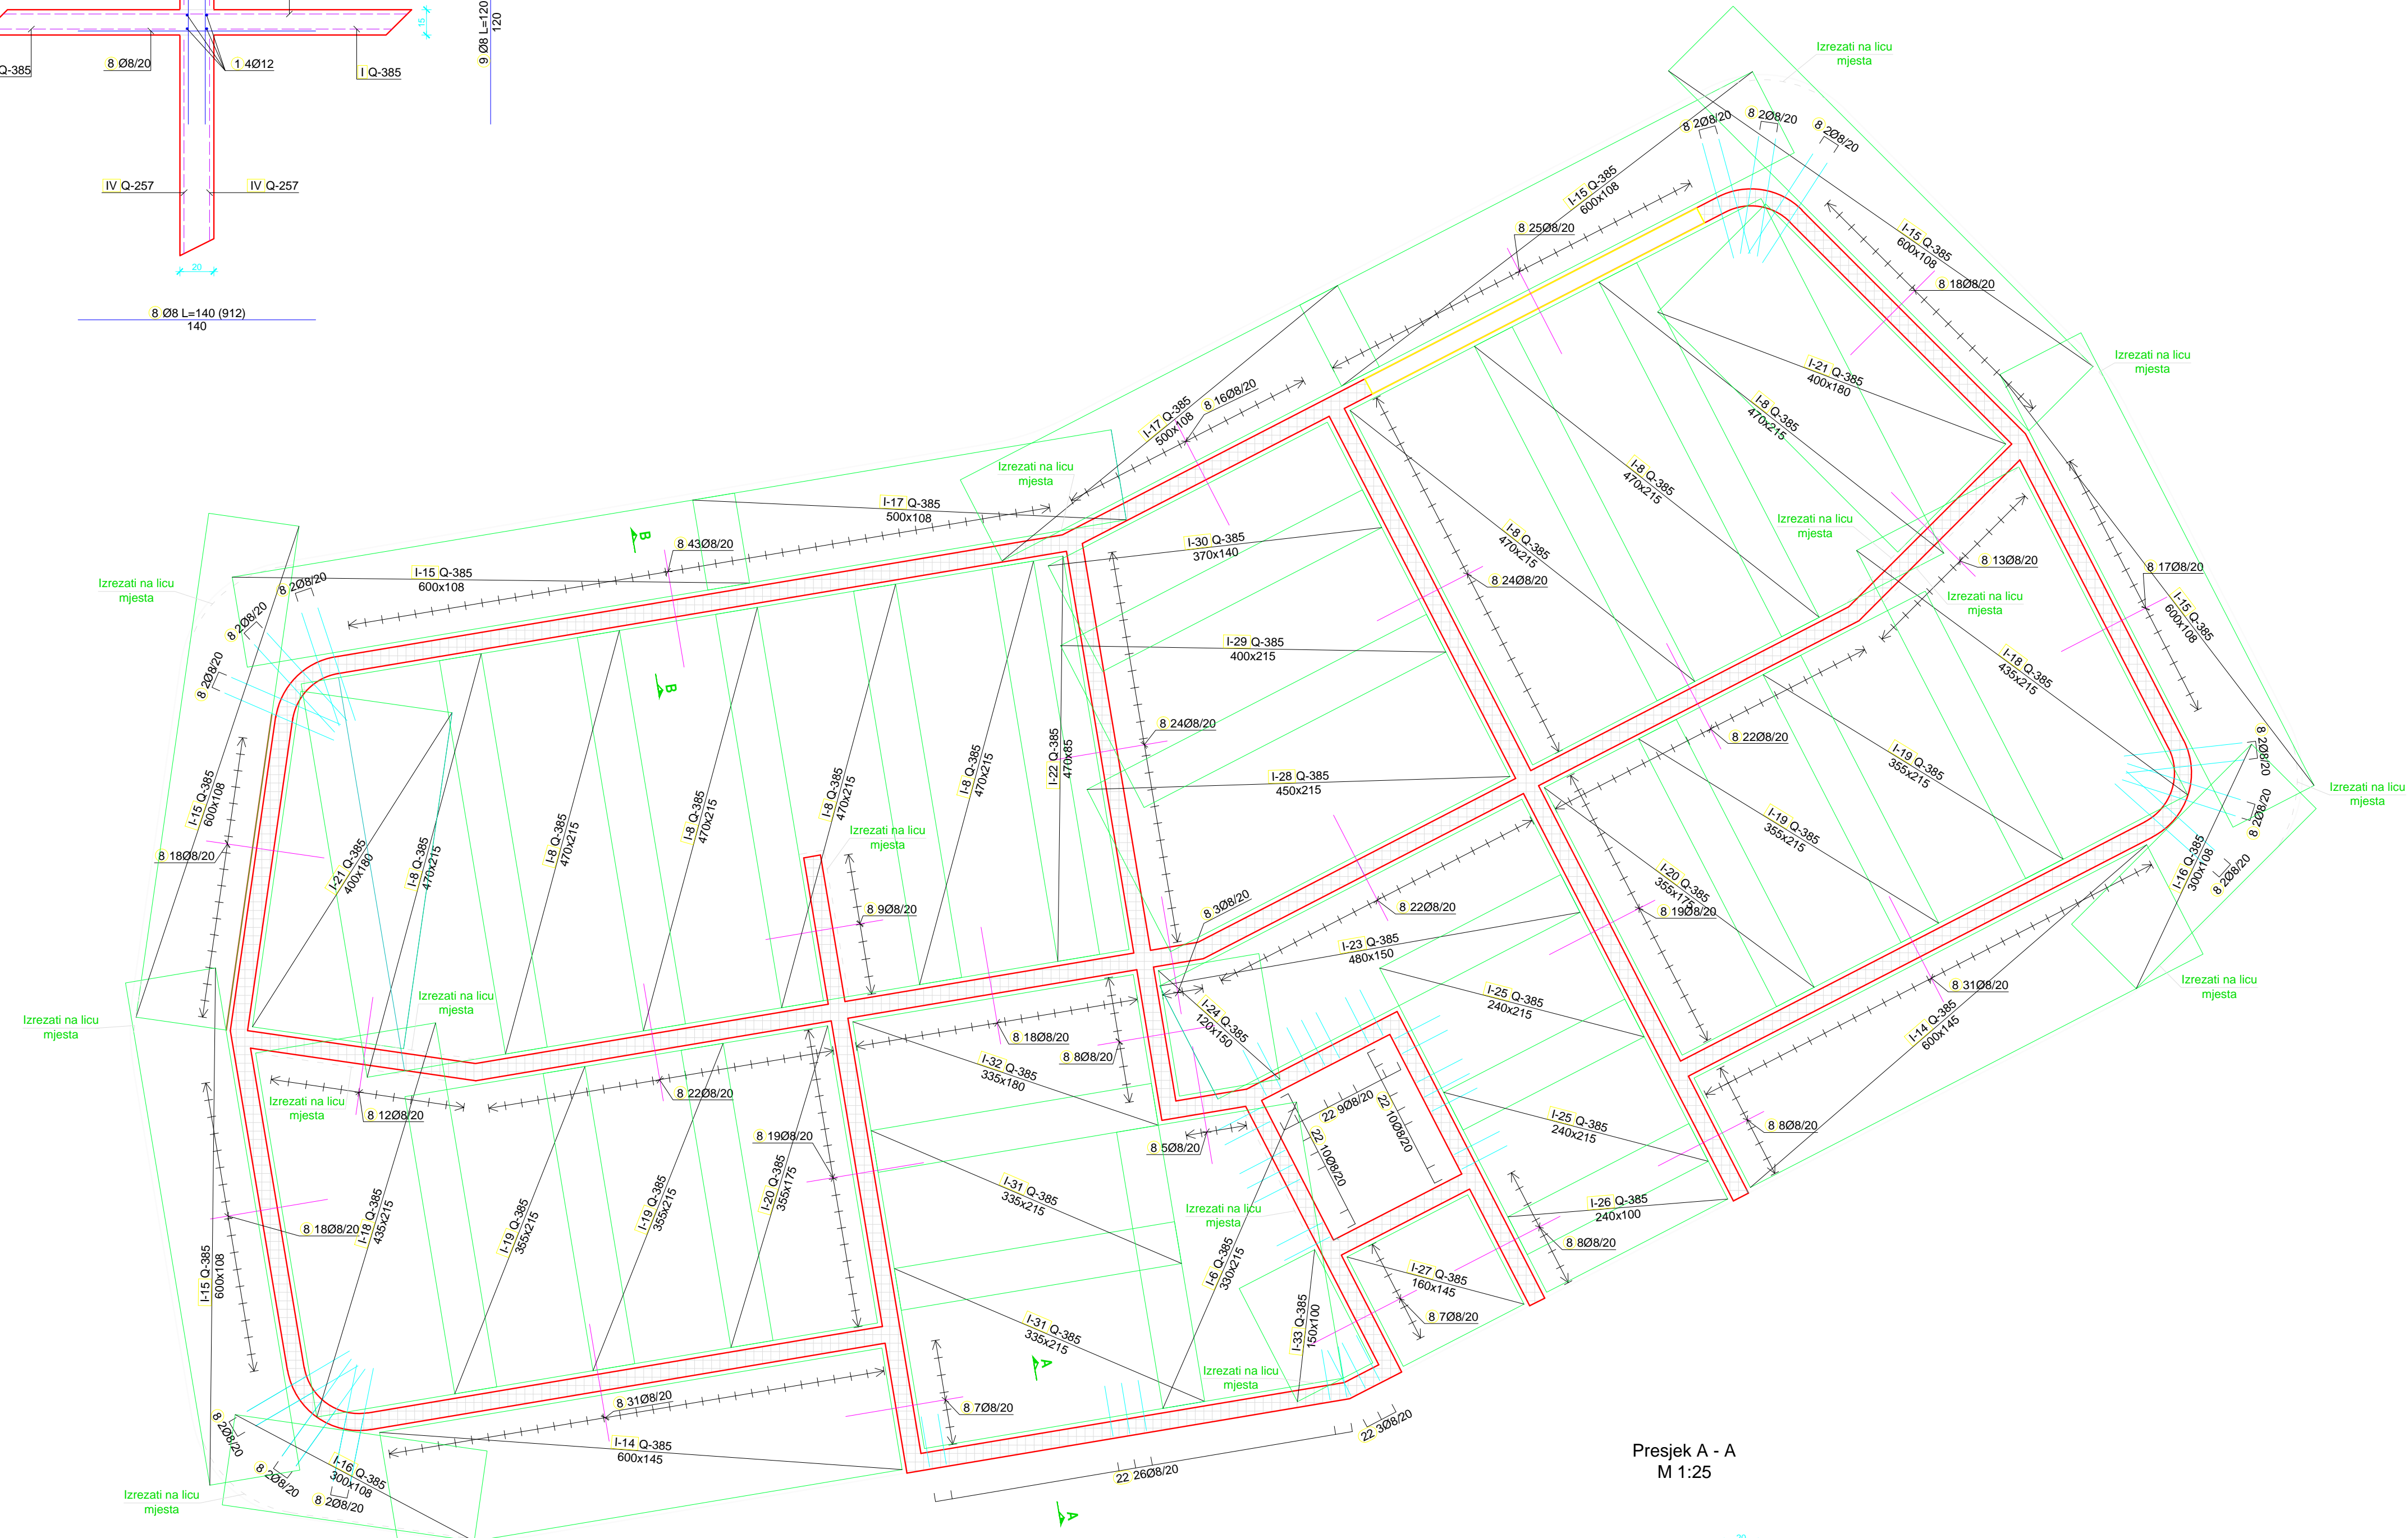 Q-385
8 Ø8/20
1 4Ø12
I Q-385
15
9 Ø8 L=120
120
IV Q-257
IV Q-257
20
8 Ø8 L=140 (912)
140
Izrezati na licu
mjesta
8 2Ø8/20
8 2Ø8/20
8 2Ø8/20
I-15 Q-385
600x108
8 25Ø8/20
I-15 Q-385
600x108
8 18Ø8/20
Izrezati na licu
mjesta
I-21 Q-385
400x180
I-8 Q-385
470x215
I-17 Q-385
500x108
8 16Ø8/20
I-8 Q-385
470x215
Izrezati na licu
mjesta
I-17 Q-385
500x108
B
8 43Ø8/20
I-30 Q-385
370x140
I-8 Q-385
470x215
Izrezati na licu
mjesta
8 24Ø8/20
8 13Ø8/20
8 17Ø8/20
Izrezati na licu
mjesta
I-15 Q-385
600x108
Izrezati na licu
mjesta
I-15 Q-385
600x108
8 2Ø8/20
8 2Ø8/20
8 2Ø8/20
B
I-29 Q-385
400x215
I-18 Q-385
435x215
8 24Ø8/20
8 22Ø8/20
8 2Ø8/20
I-22 Q-385
470x85
I-28 Q-385
450x215
I-19 Q-385
355x215
Izrezati na licu
mjesta
I-15 Q-385
600x108
8 18Ø8/20
I-21 Q-385
400x180
I-8 Q-385
470x215
I-8 Q-385
470x215
I-8 Q-385
470x215
I-8 Q-385
470x215
I-8 Q-385
470x215
Izrezati na licu
mjesta
I-19 Q-385
355x215
8 2Ø8/20
8 2Ø8/20
I-16 Q-385
300x108
8 9Ø8/20
8 3Ø8/20
8 22Ø8/20
I-20 Q-385
355x175
8 19Ø8/20
I-23 Q-385
480x150
Izrezati na licu
mjesta
8 31Ø8/20
Izrezati na licu
mjesta
Izrezati na licu
mjesta
I-24 Q-385
120x150
I-25 Q-385
240x215
I-14 Q-385
600x145
8 18Ø8/20
8 8Ø8/20
I-32 Q-385
335x180
Izrezati na licu
mjesta
8 12Ø8/20
8 22Ø8/20
22 9Ø8/20
22 10Ø8/20
22 10Ø8/20
I-25 Q-385
240x215
8 8Ø8/20
8 19Ø8/20
8 5Ø8/20
I-20 Q-385
355x175
I-31 Q-385
335x215
Izrezati na licu
mjesta
I-26 Q-385
240x100
8 18Ø8/20
I-18 Q-385
435x215
I-19 Q-385
355x215
I-19 Q-385
355x215
8 8Ø8/20
I-15 Q-385
600x108
I-6 Q-385
330x215
I-27 Q-385
160x145
8 7Ø8/20
I-33 Q-385
150x100
I-31 Q-385
335x215
A
Izrezati na licu
mjesta
8 31Ø8/20
8 7Ø8/20
22 3Ø8/20
8 2Ø8/20
I-14 Q-385
600x145
8 2Ø8/20
I-16 Q-385
300x108
8 2Ø8/20
22 26Ø8/20
Izrezati na licu
mjesta
A
Presjek A - A
M 1:25
20